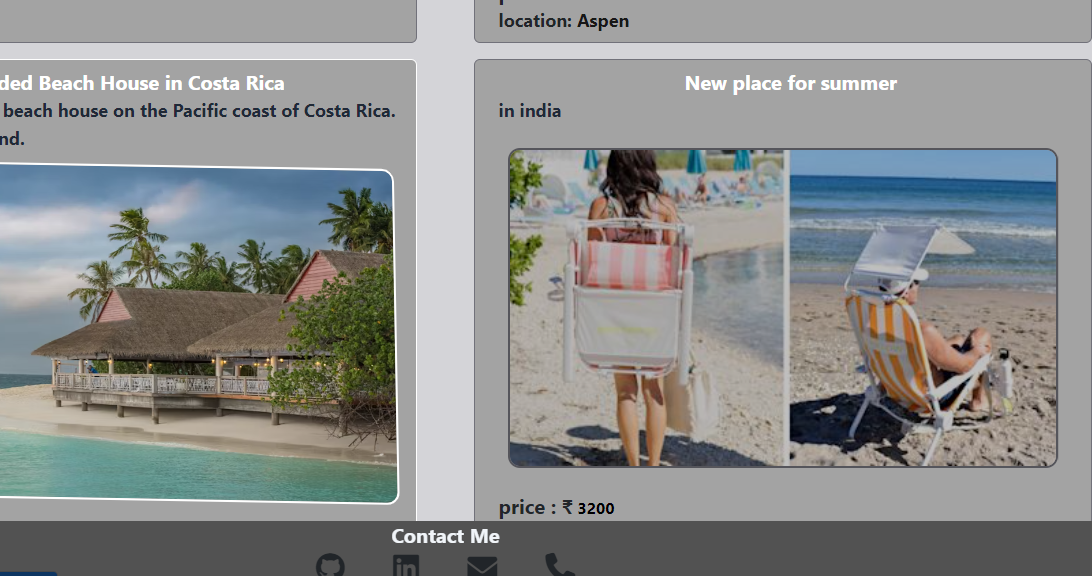 location: Aspen
ded Beach House in Costa Rica
beach house on the Pacific coast of Costa Rica.
nd.
New place for summer
in india
price : ₹ 3200
Contact Me